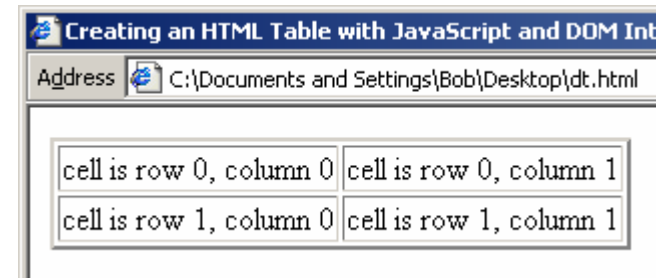 Creating an HTML Table with JavaScript and DOM Int
Address C:\Documents and Settings\Bob\Desktop\dt.html
cell is row 0, column 0 cell is row 0, column 1
cell is row 1, column 0 cell is row 1, column 1